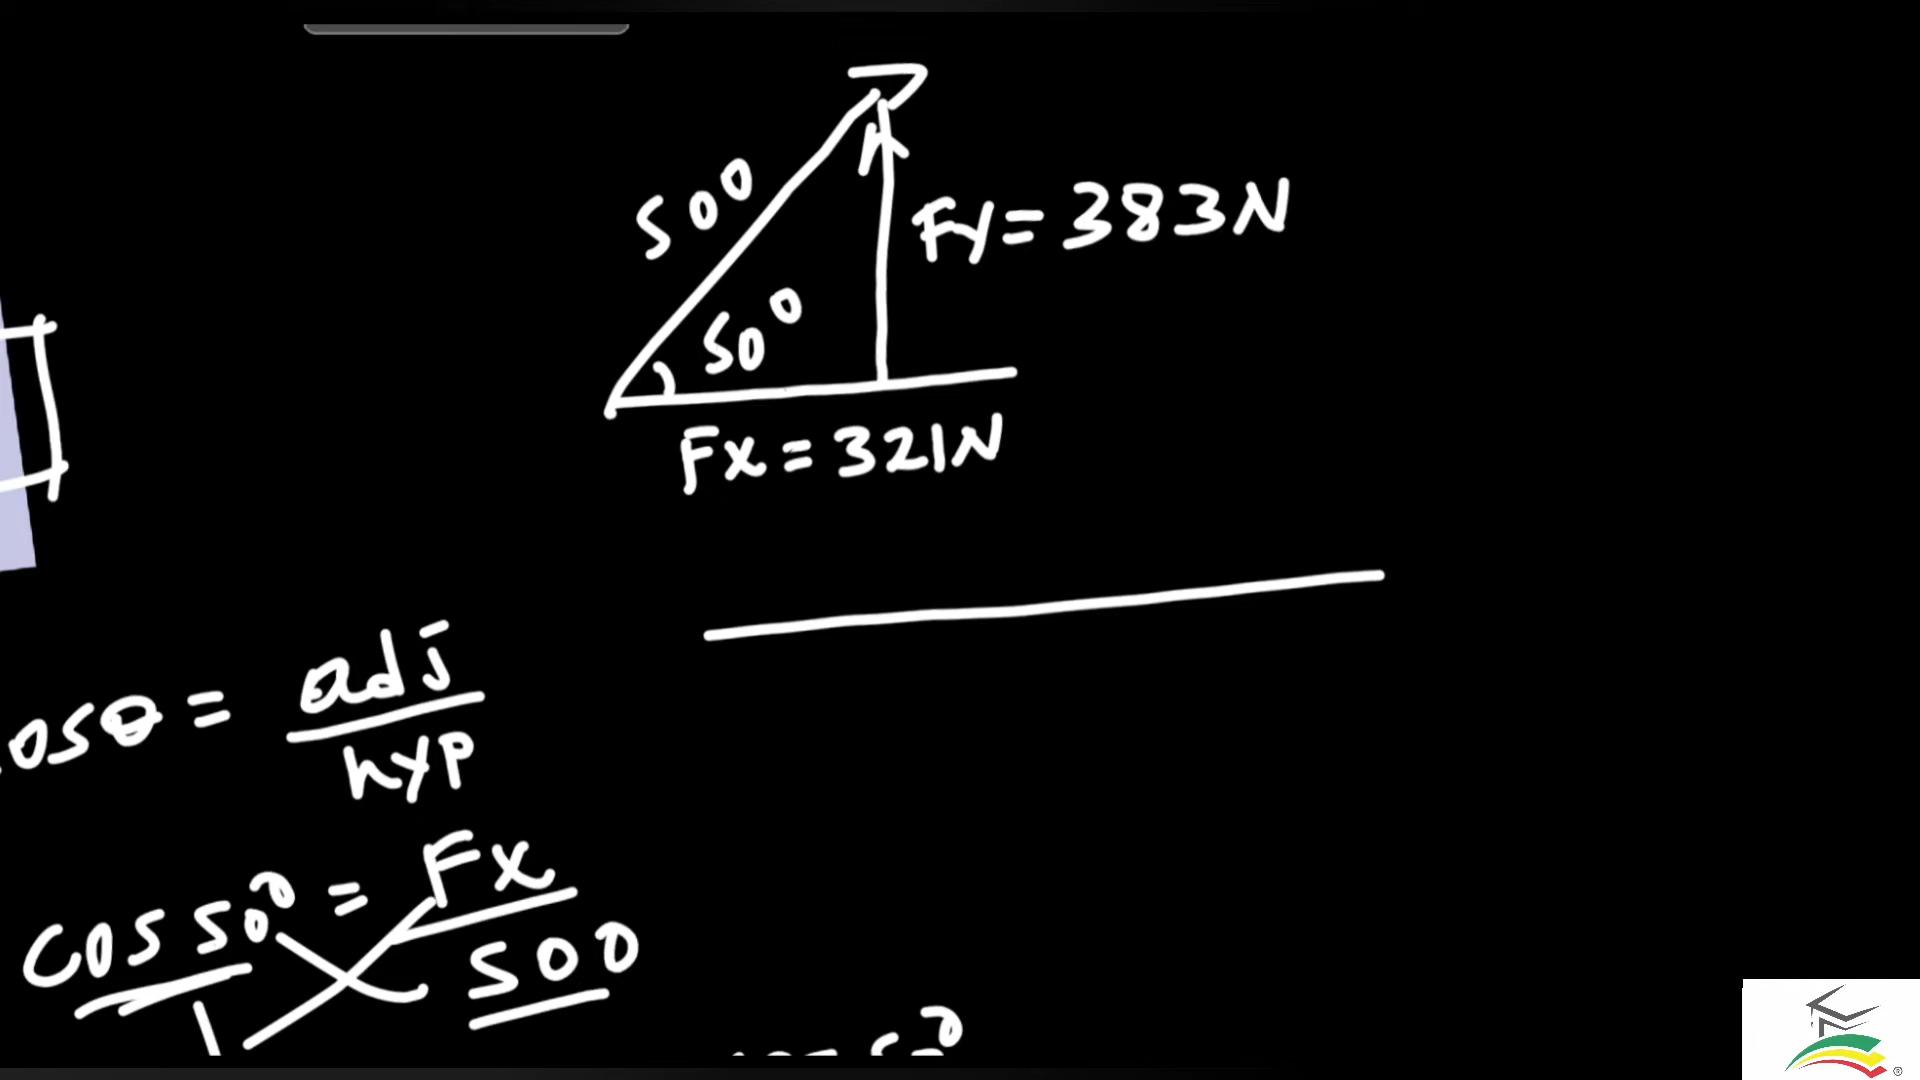 500
Fy = 383N
50°
Fx = 321N
cosθ = adj
hyp
cos 50° = Fx
1 500